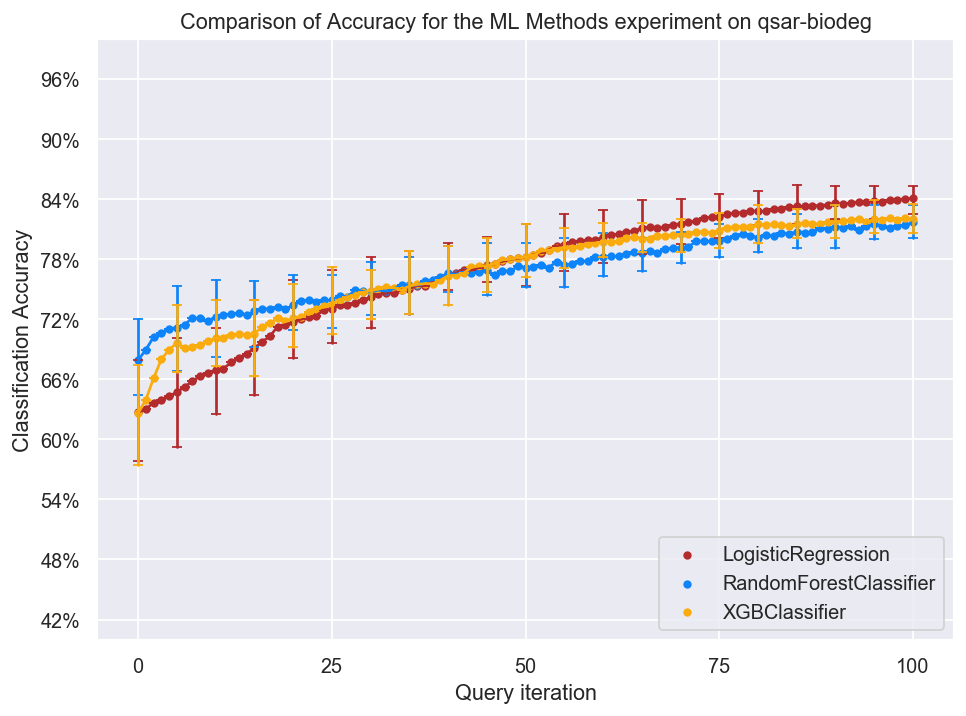 Comparison of Accuracy for the ML Methods experiment on qsar-biodeg
Classification Accuracy
96%
90%
84%
78%
72%
66%
60%
54%
48%
42%
LogisticRegression
RandomForestClassifier
XGBClassifier
0 25 50 75 100
Query iteration